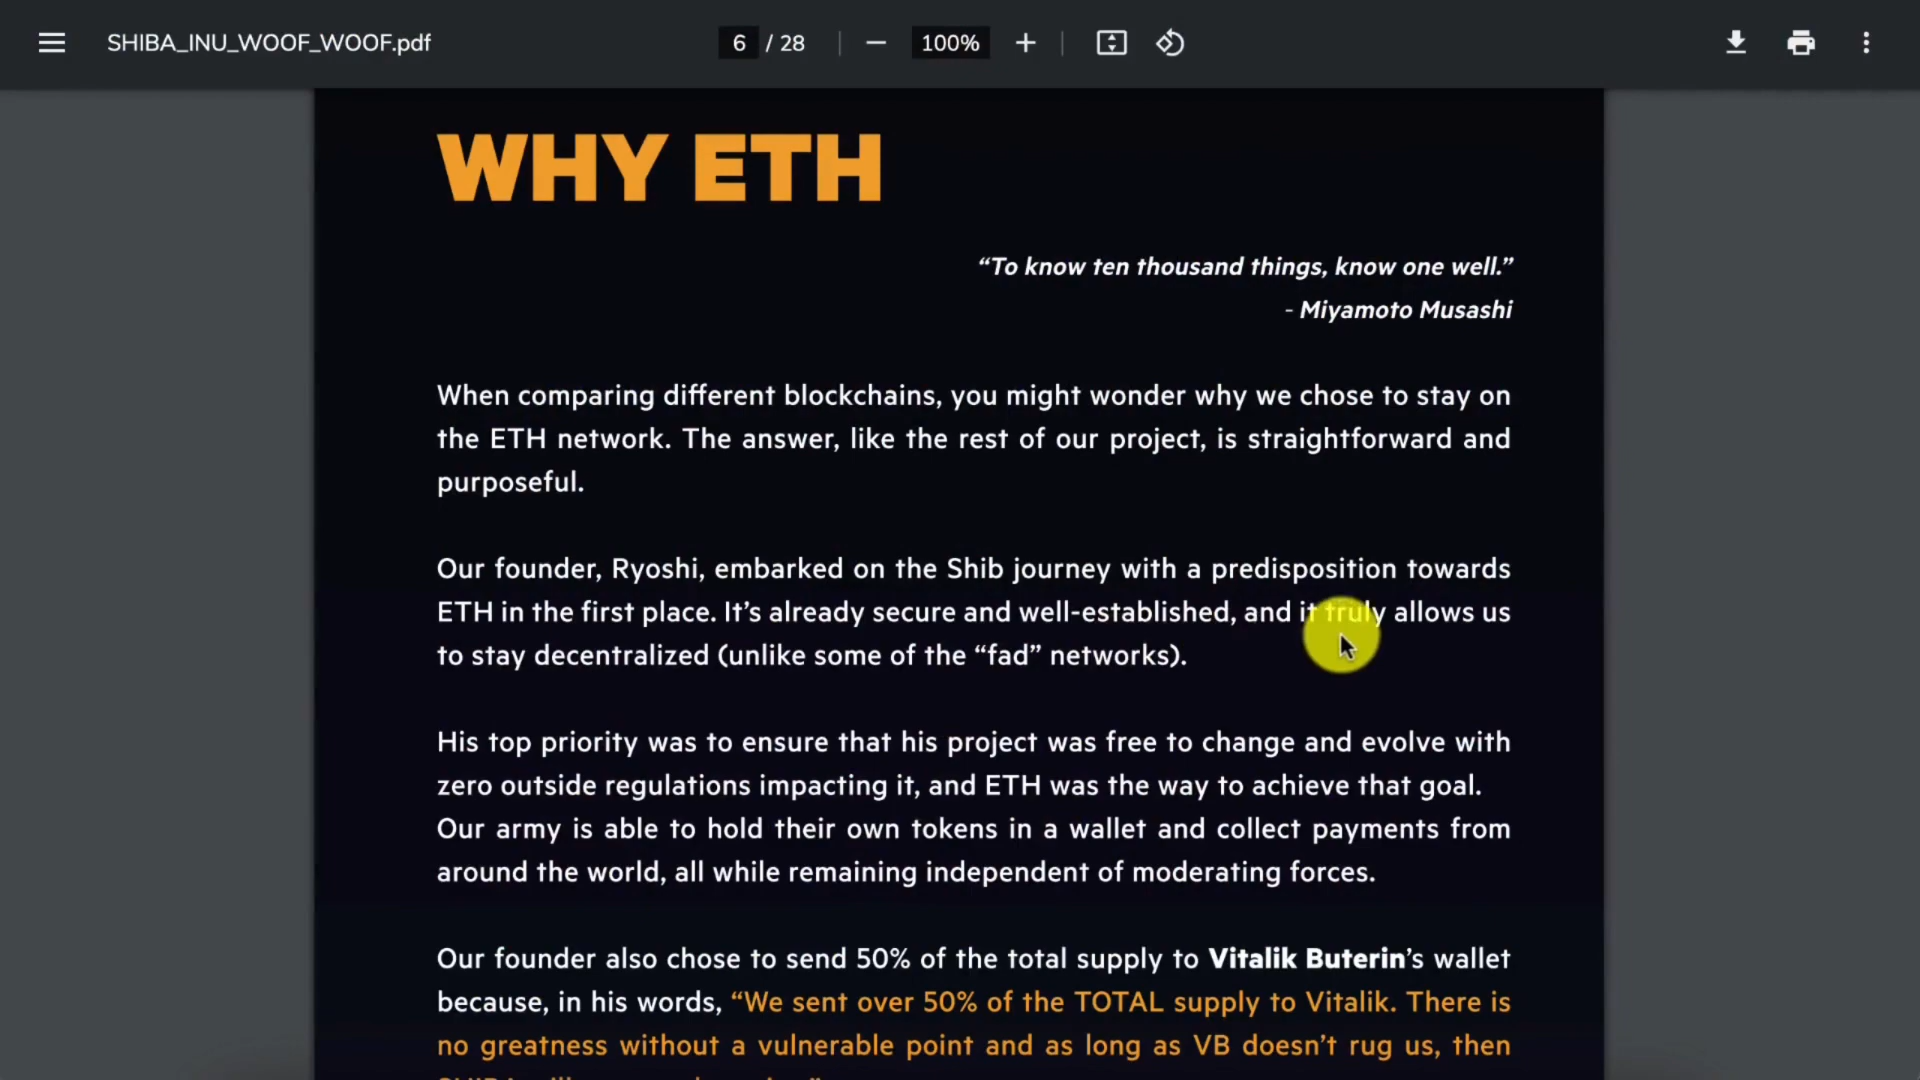 SHIBA_INU_WOOF_WOOF.pdf
6 / 28
100%
WHY ETH
“To know ten thousand things, know one well.”
- Miyamoto Musashi
When comparing different blockchains, you might wonder why we chose to stay on
the ETH network. The answer, like the rest of our project, is straightforward and
purposeful.
Our founder, Ryoshi, embarked on the Shib journey with a predisposition towards
ETH in the first place. It’s already secure and well-established, and it truly allows us
to stay decentralized (unlike some of the “fad” networks).
His top priority was to ensure that his project was free to change and evolve with
zero outside regulations impacting it, and ETH was the way to achieve that goal.
Our army is able to hold their own tokens in a wallet and collect payments from
around the world, all while remaining independent of moderating forces.
Our founder also chose to send 50% of the total supply to Vitalik Buterin’s wallet
because, in his words, “We sent over 50% of the TOTAL supply to Vitalik. There is
no greatness without a vulnerable point and as long as VB doesn’t rug us, then